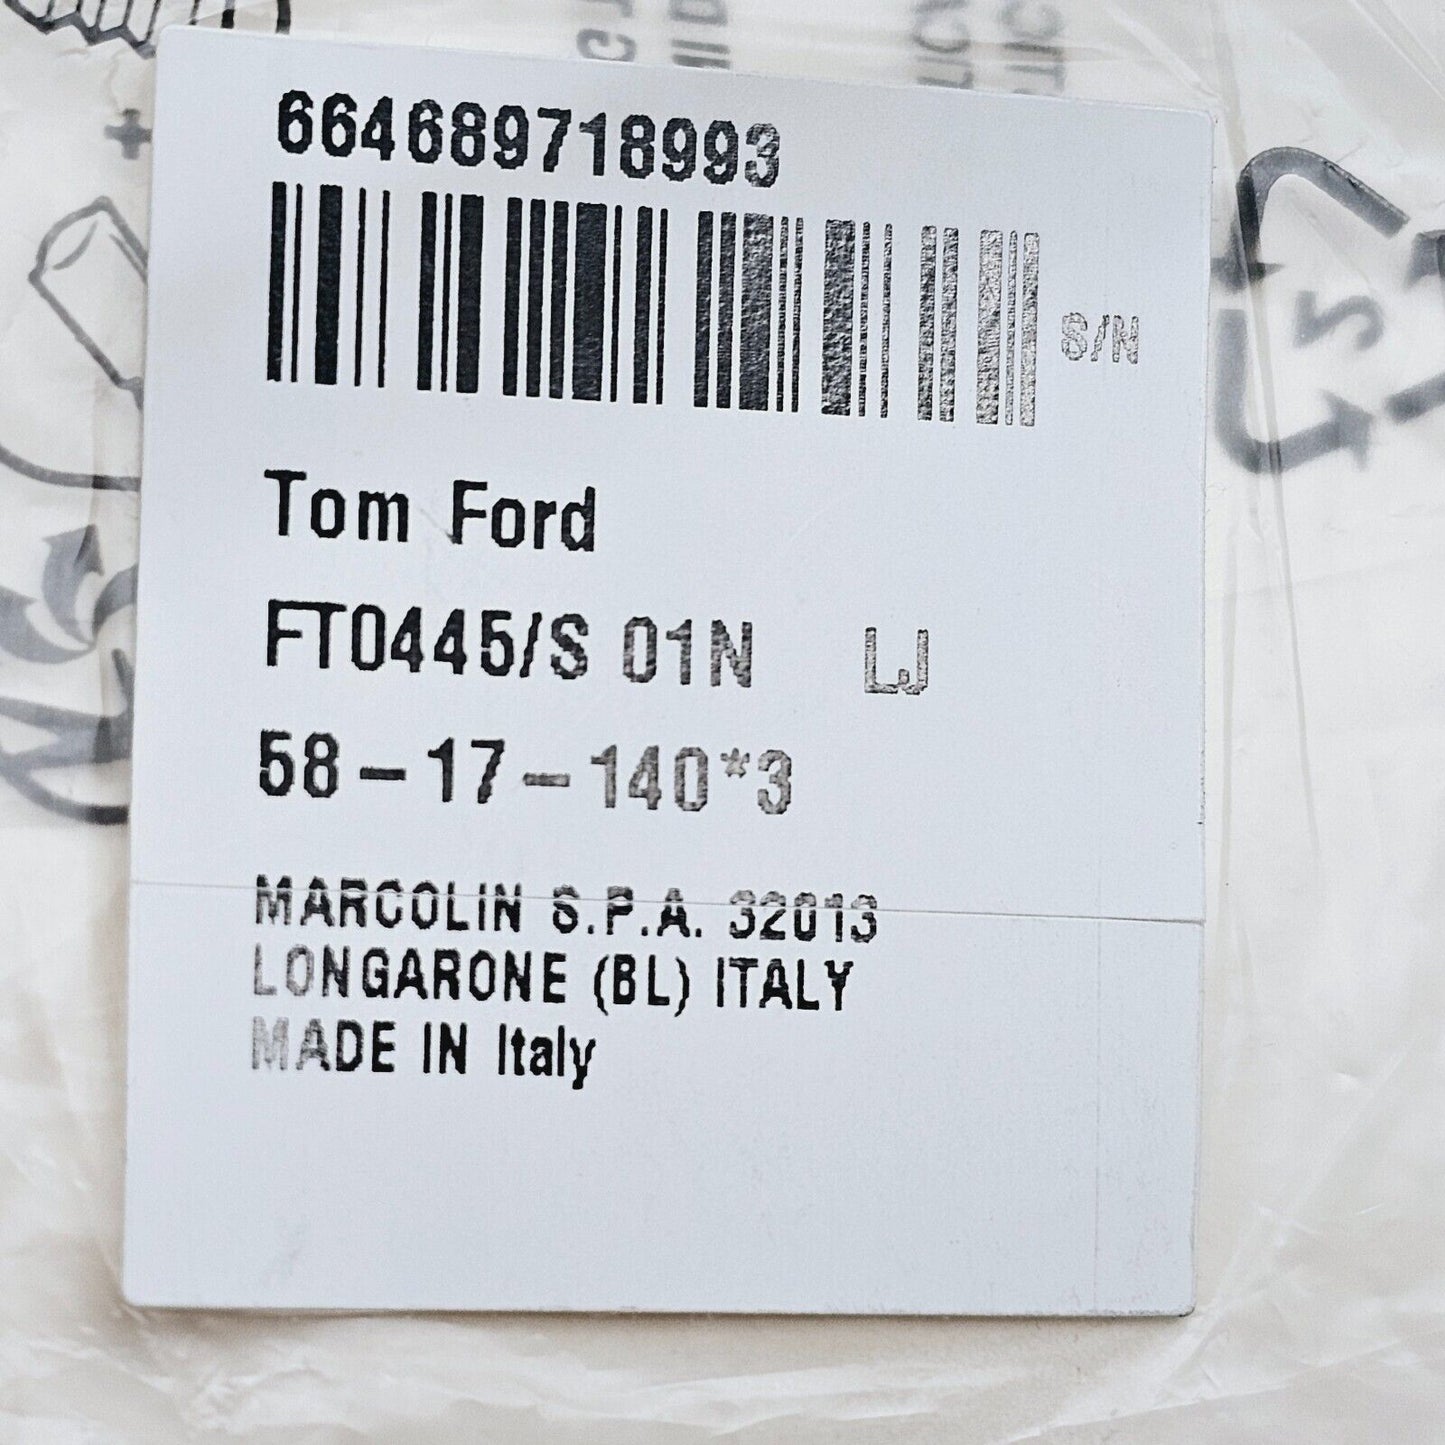 664689718993
S/N
Tom Ford
FT0445/S 01N LJ
58-17-140*3
MARCOLIN S.P.A. 32013
LONGARONE (BL) ITALY
MADE IN Italy